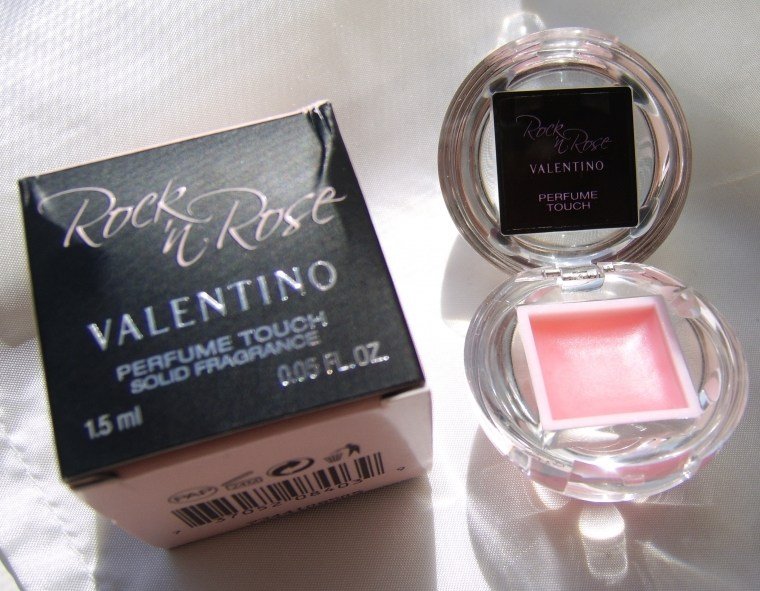 Rock 'n Rose
VALENTINO
PERFUME TOUCH
SOLID FRAGRANCE
1.5 ml
0.05 FL.OZ.
PAP
Rock 'n Rose
VALENTINO
PERFUME
TOUCH